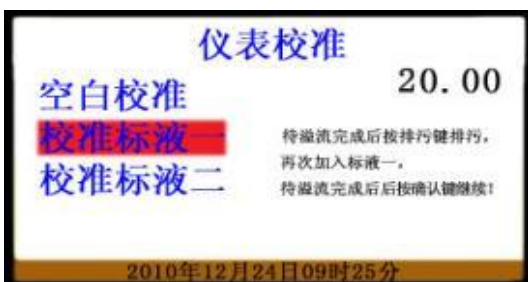 仪表校准
空白校准
20.00
校准标液一
校准标液二
待溢流完成后按排污键排污,
再次加入标液一,
待溢流完成后后按确认键继续!
2010年12月24日09时25分